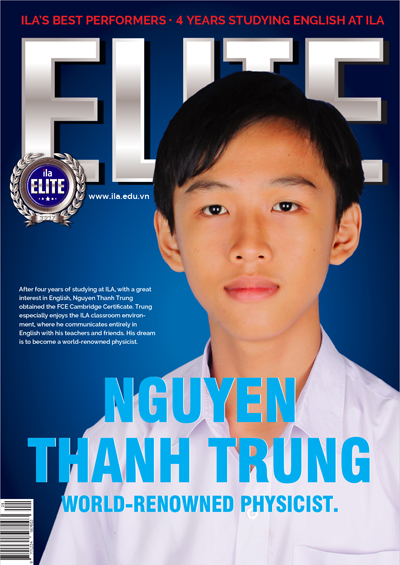 ILA'S BEST PERFORMERS • 4 YEARS STUDYING ENGLISH AT ILA
ELITE
ila
ELITE
www.ila.edu.vn
After four years of studying at ILA, with a great
interest in English, Nguyen Thanh Trung
obtained the FCE Cambridge Certificate. Trung
especially enjoys the ILA classroom environ-
ment, where he communicates entirely in
English with his teachers and friends. His dream
is to become a world-renowned physicist.
NGUYEN
THANH TRUNG
WORLD-RENOWNED PHYSICIST.